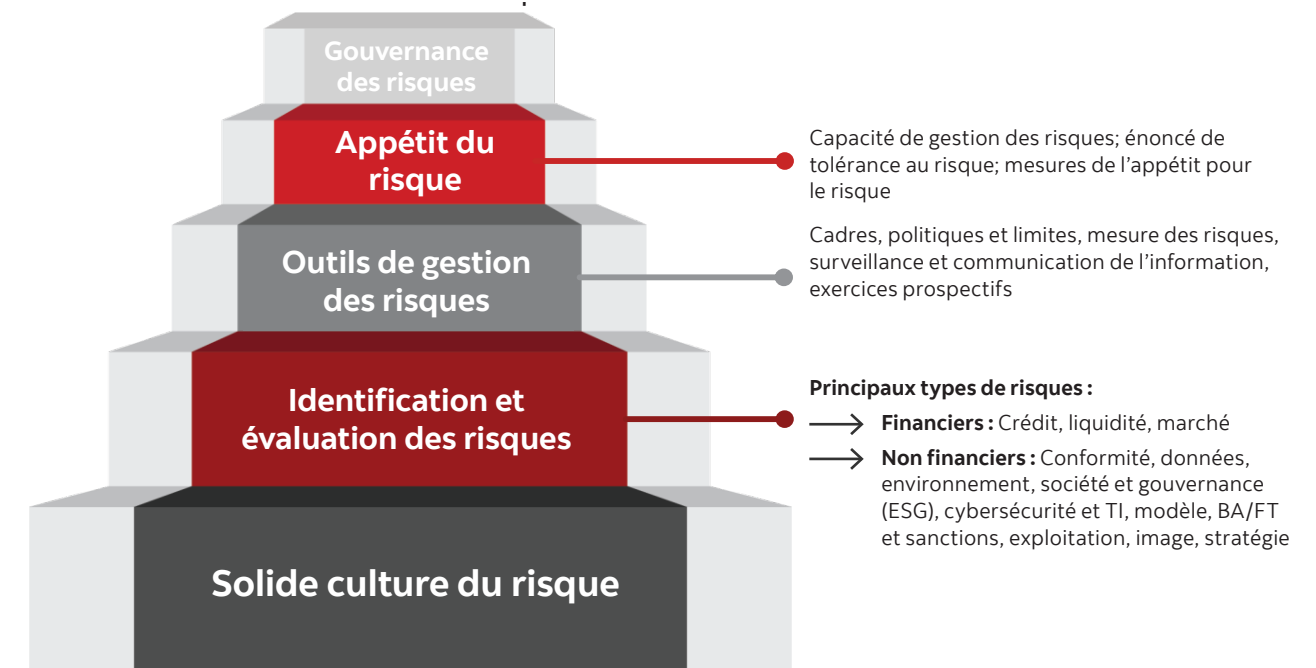 Gouvernance
des risques
Appétit du
risque
Capacité de gestion des risques; énoncé de
tolérance au risque; mesures de l’appétit pour
le risque
Outils de gestion
des risques
Cadres, politiques et limites, mesure des risques,
surveillance et communication de l’information,
exercices prospectifs
Identification et
évaluation des risques
Principaux types de risques :
Financiers : Crédit, liquidité, marché
Non financiers : Conformité, données,
environnement, société et gouvernance
(ESG), cybersécurité et TI, modèle, BA/FT
et sanctions, exploitation, image, stratégie
Solide culture du risque